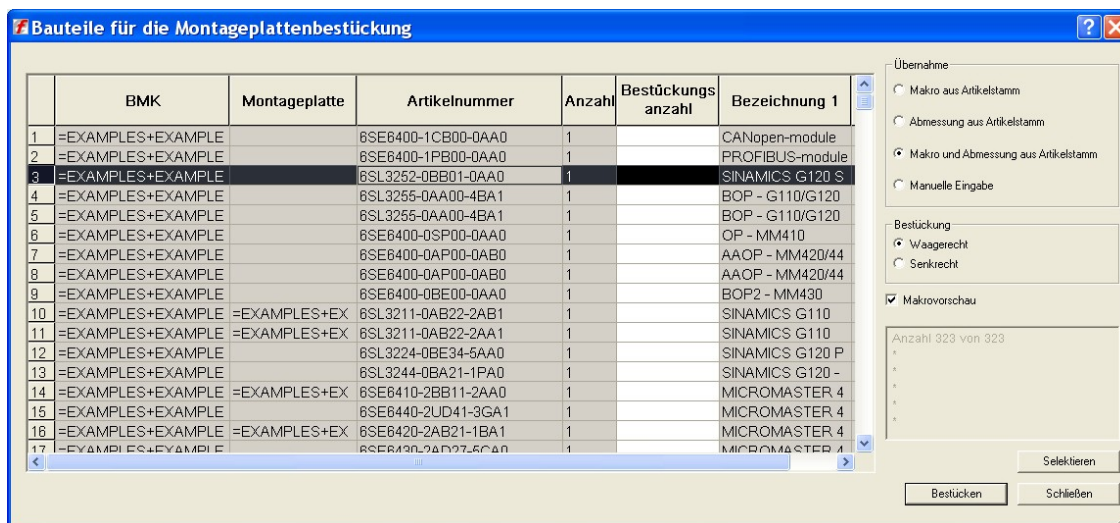 Bauteile für die Montageplattenbestückung
BMK Montageplatte Artikelnummer Anzahl Bestückungs anzahl Bezeichnung 1
1 =EXAMPLES+EXAMPLE 6SE6400-1CB00-0AA0 1 CANopen-module
2 =EXAMPLES+EXAMPLE 6SE6400-1PB00-0AA0 1 PROFIBUS-module
3 =EXAMPLES+EXAMPLE 6SL3252-0BB01-0AA0 1 SINAMICS G120 S
4 =EXAMPLES+EXAMPLE 6SL3255-0AA00-4BA1 1 BOP - G110/G120
5 =EXAMPLES+EXAMPLE 6SL3255-0AA00-4BA1 1 BOP - G110/G120
6 =EXAMPLES+EXAMPLE 6SE6400-0SP00-0AA0 1 OP - MM410
7 =EXAMPLES+EXAMPLE 6SE6400-0AP00-0AB0 1 AAOP - MM420/44
8 =EXAMPLES+EXAMPLE 6SE6400-0AP00-0AB0 1 AAOP - MM420/44
9 =EXAMPLES+EXAMPLE 6SE6400-0BE00-0AA0 1 BOP2 - MM430
10 =EXAMPLES+EXAMPLE =EXAMPLES+EX 6SL3211-0AB22-2AB1 1 SINAMICS G110
11 =EXAMPLES+EXAMPLE =EXAMPLES+EX 6SL3211-0AB22-2AA1 1 SINAMICS G110
12 =EXAMPLES+EXAMPLE 6SL3224-0BE34-5AA0 1 SINAMICS G120 P
13 =EXAMPLES+EXAMPLE 6SL3244-0BA21-1PA0 1 SINAMICS G120 -
14 =EXAMPLES+EXAMPLE =EXAMPLES+EX 6SE6410-2BB11-2AA0 1 MICROMASTER 4
15 =EXAMPLES+EXAMPLE 6SE6440-2UD41-3GA1 1 MICROMASTER 4
16 =EXAMPLES+EXAMPLE =EXAMPLES+EX 6SE6420-2AB21-1BA1 1 MICROMASTER 4
17 =EXAMPLES+EXAMPLE 6SE6430-2AD27-5CA0 1 MICROMASTER 4
Übernahme
Makro aus Artikelstamm
Abmessung aus Artikelstamm
Makro und Abmessung aus Artikelstamm
Manuelle Eingabe
Bestückung
Waagerecht
Senkrecht
Makrovorschau
Anzahl 323 von 323
*
*
*
*
*
Selektieren
Bestücken
Schließen